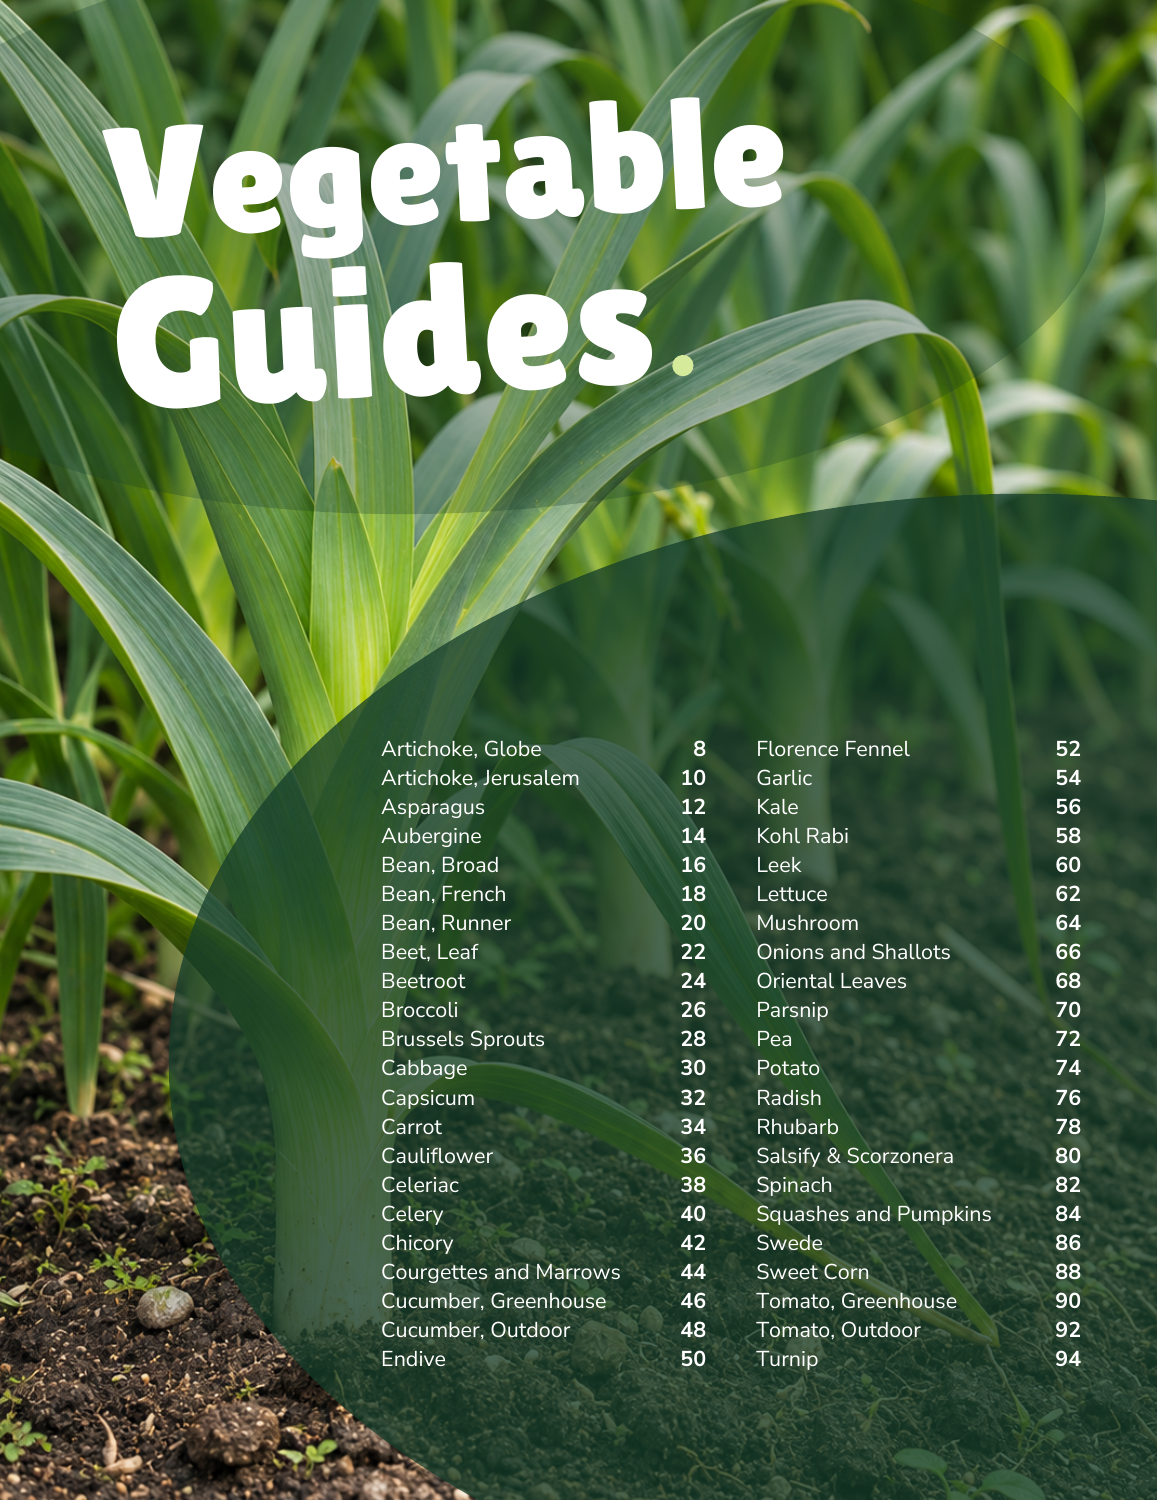 Vegetable
Guides.
Artichoke, Globe 8
Artichoke, Jerusalem 10
Asparagus 12
Aubergine 14
Bean, Broad 16
Bean, French 18
Bean, Runner 20
Beet, Leaf 22
Beetroot 24
Broccoli 26
Brussels Sprouts 28
Cabbage 30
Capsicum 32
Carrot 34
Cauliflower 36
Celeriac 38
Celery 40
Chicory 42
Courgettes and Marrows 44
Cucumber, Greenhouse 46
Cucumber, Outdoor 48
Endive 50
Florence Fennel 52
Garlic 54
Kale 56
Kohl Rabi 58
Leek 60
Lettuce 62
Mushroom 64
Onions and Shallots 66
Oriental Leaves 68
Parsnip 70
Pea 72
Potato 74
Radish 76
Rhubarb 78
Salsify & Scorzonera 80
Spinach 82
Squashes and Pumpkins 84
Swede 86
Sweet Corn 88
Tomato, Greenhouse 90
Tomato, Outdoor 92
Turnip 94